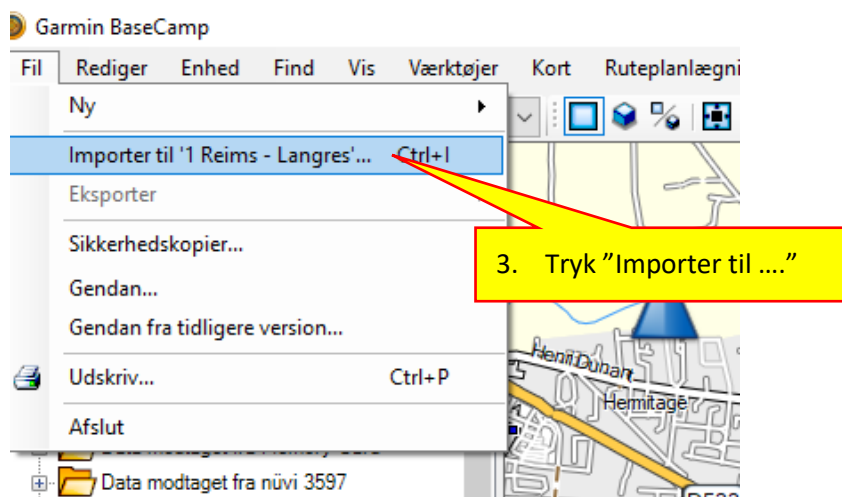 Garmin BaseCamp
Fil Rediger Enhed Find Vis Værktøjer Kort Ruteplanlægni
Ny
Importer til '1 Reims - Langres'... Ctrl+I
Eksporter
Sikkerhedskopier...
3. Tryk ”Importer til ….”
Gendan...
Gendan fra tidligere version...
Udskriv... Ctrl+P
Afslut
Henri Dunant
Hermitage
Data modtaget fra nüvi 3597